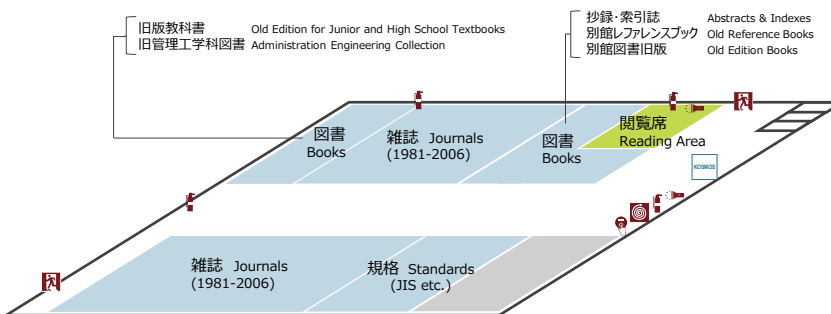 旧版教科書 Old Edition for Junior and High School Textbooks
旧管理工学科図書 Administration Engineering Collection
抄録・索引誌 Abstracts & Indexes
別館レファレンスブック Old Reference Books
別館図書旧版 Old Edition Books
図書
Books
雑誌 Journals
(1981-2006)
図書
Books
閲覧席
Reading Area
KOSMOS
雑誌 Journals
(1981-2006)
規格 Standards
(JIS etc.)